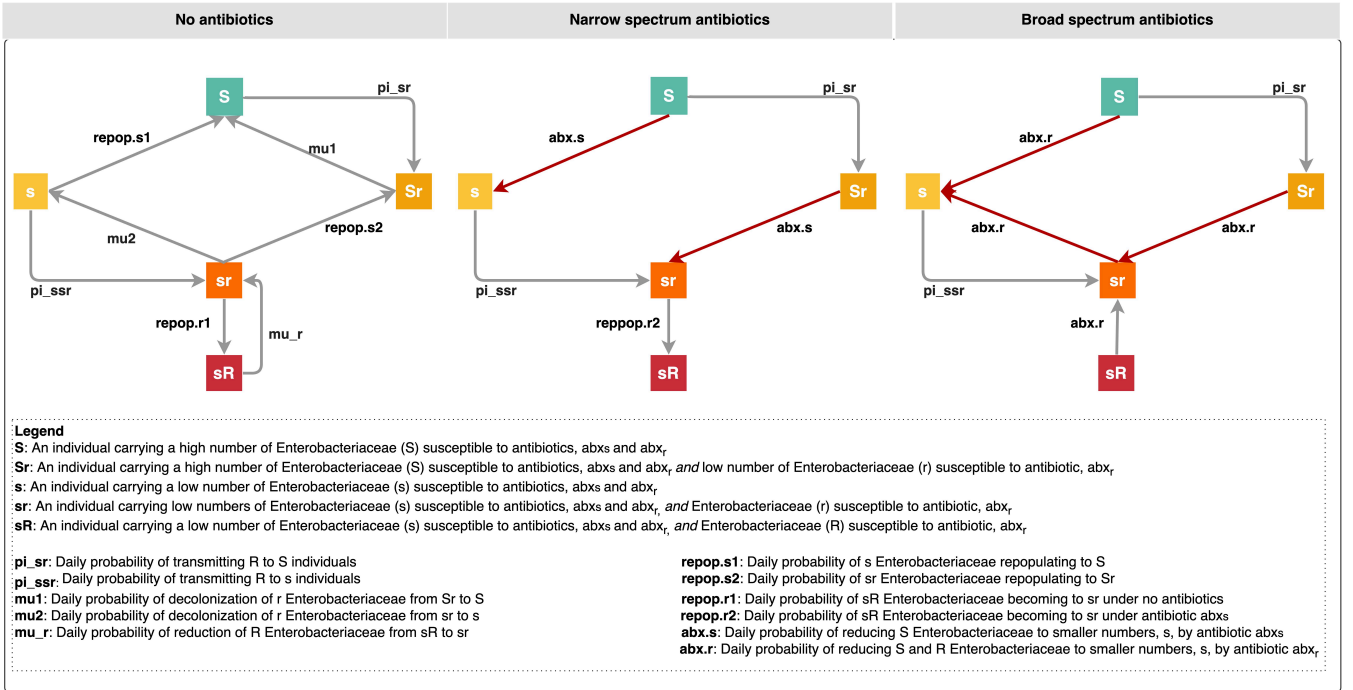 No antibiotics
Narrow spectrum antibiotics
Broad spectrum antibiotics
S
pi_sr
repop.s1
mu1
s
Sr
mu2
repop.s2
sr
pi_ssr
repop.r1
mu_r
sR
S
pi_sr
abx.s
s
Sr
abx.s
sr
pi_ssr
reppop.r2
sR
S
pi_sr
abx.r
s
Sr
abx.r
abx.r
sr
pi_ssr
abx.r
sR
Legend
S: An individual carrying a high number of Enterobacteriaceae (S) susceptible to antibiotics, abxs and abxr
Sr: An individual carrying a high number of Enterobacteriaceae (S) susceptible to antibiotics, abxs and abxr and low number of Enterobacteriaceae (r) susceptible to antibiotic, abxr
s: An individual carrying a low number of Enterobacteriaceae (s) susceptible to antibiotics, abxs and abxr
sr: An individual carrying low numbers of Enterobacteriaceae (s) susceptible to antibiotics, abxs and abxr, and Enterobacteriaceae (r) susceptible to antibiotic, abxr
sR: An individual carrying a low number of Enterobacteriaceae (s) susceptible to antibiotics, abxs and abxr, and Enterobacteriaceae (R) susceptible to antibiotic, abxr
pi_sr: Daily probability of transmitting R to S individuals
pi_ssr: Daily probability of transmitting R to s individuals
mu1: Daily probability of decolonization of r Enterobacteriaceae from Sr to S
mu2: Daily probability of decolonization of r Enterobacteriaceae from sr to s
mu_r: Daily probability of reduction of R Enterobacteriaceae from sR to sr
repop.s1: Daily probability of s Enterobacteriaceae repopulating to S
repop.s2: Daily probability of sr Enterobacteriaceae repopulating to Sr
repop.r1: Daily probability of sR Enterobacteriaceae becoming to sr under no antibiotics
repop.r2: Daily probability of sR Enterobacteriaceae becoming to sr under antibiotic abxs
abx.s: Daily probability of reducing S Enterobacteriaceae to smaller numbers, s, by antibiotic abxs
abx.r: Daily probability of reducing S and R Enterobacteriaceae to smaller numbers, s, by antibiotic abxr